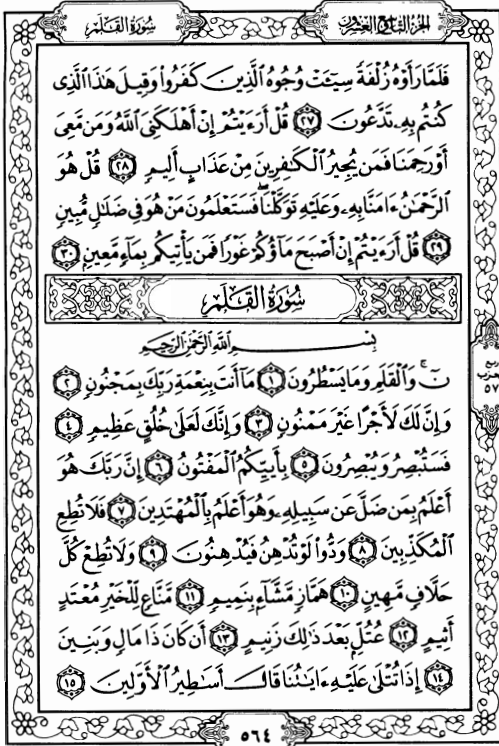 سُورَةُ القَلَمِ
الجزء التاسع والعشرون
فَلَمَّا رَأَوْهُ زُلْفَةً سِيٓـَٔتْ وُجُوهُ ٱلَّذِينَ كَفَرُوا۟ وَقِيلَ هَـٰذَا ٱلَّذِى
كُنتُم بِهِۦ تَدَّعُونَ ٢٧ قُلْ أَرَءَيْتُمْ إِنْ أَهْلَكَنِىَ ٱللَّهُ وَمَن مَّعِىَ
أَوْ رَحِمَنَا فَمَن يُجِيرُ ٱلْكَـٰفِرِينَ مِنْ عَذَابٍ أَلِيمٍ ٢٨ قُلْ هُوَ
ٱلرَّحْمَـٰنُ ءَامَنَّا بِهِۦ وَعَلَيْهِ تَوَكَّلْنَا ۖ فَسَتَعْلَمُونَ مَنْ هُوَ فِى ضَلَـٰلٍ مُّبِينٍ
٢٩ قُلْ أَرَءَيْتُمْ إِنْ أَصْبَحَ مَآؤُكُمْ غَوْرًا فَمَن يَأْتِيكُم بِمَآءٍ مَّعِينٍۭ ٣٠
سُورَةُ القَلَمِ
بِسْمِ ٱللَّهِ ٱلرَّحْمَـٰنِ ٱلرَّحِيمِ
نٓ ۚ وَٱلْقَلَمِ وَمَا يَسْطُرُونَ ١ مَآ أَنتَ بِنِعْمَةِ رَبِّكَ بِمَجْنُونٍ ٢
وَإِنَّ لَكَ لَأَجْرًا غَيْرَ مَمْنُونٍ ٣ وَإِنَّكَ لَعَلَىٰ خُلُقٍ عَظِيمٍ ٤
فَسَتُبْصِرُ وَيُبْصِرُونَ ٥ بِأَييِّكُمُ ٱلْمَفْتُونُ ٦ إِنَّ رَبَّكَ هُوَ
أَعْلَمُ بِمَن ضَلَّ عَن سَبِيلِهِۦ وَهُوَ أَعْلَمُ بِٱلْمُهْتَدِينَ ٧ فَلَا تُطِعِ
ٱلْمُكَذِّبِينَ ٨ وَدُّوا۟ لَوْ تُدْهِنُ فَيُدْهِنُونَ ٩ وَلَا تُطِعْ كُلَّ
حَلَّافٍ مَّهِينٍ ١٠ هَمَّازٍ مَّشَّآءٍۭ بِنَمِيمٍ ١١ مَّنَّاعٍ لِّلْخَيْرِ مُعْتَدٍ
أَثِيمٍ ١٢ عُتُلٍّۭ بَعْدَ ذَٰلِكَ زَنِيمٍ ١٣ أَن كَانَ ذَا مَالٍ وَبَنِينَ
١٤ إِذَا تُتْلَىٰ عَلَيْهِ ءَايَـٰتُنَا قَالَ أَسَـٰطِيرُ ٱلْأَوَّلِينَ ١٥
ربع
الحزب
٥٧
٥٦٤